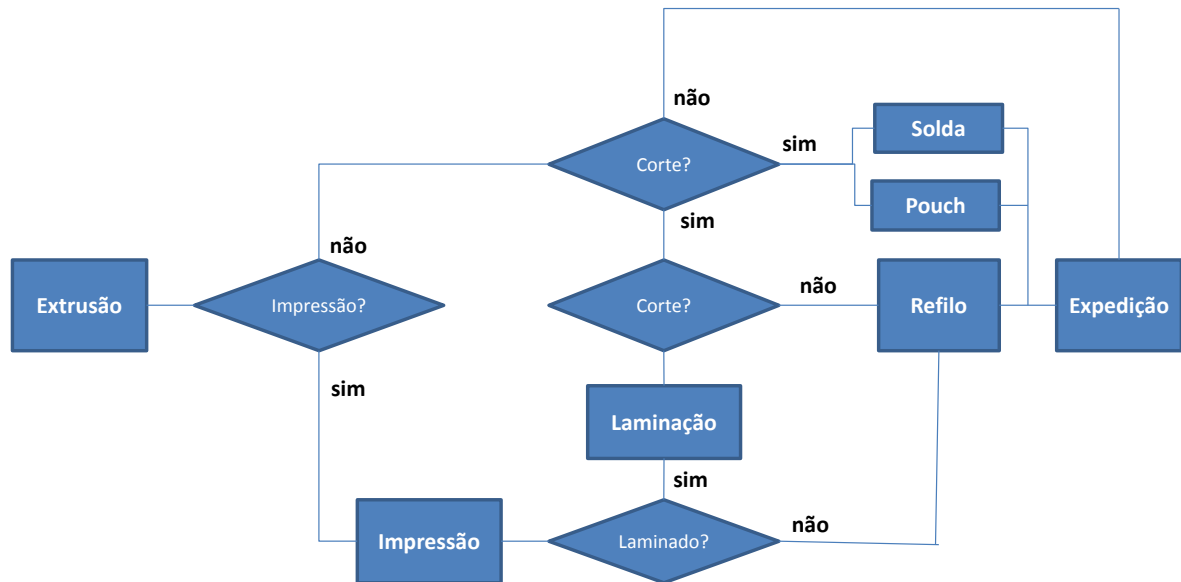 não
Solda
sim
Corte?
Pouch
sim
não
Extrusão
Impressão?
Corte?
não
Refilo
Expedição
sim
Laminação
sim
não
Impressão
Laminado?